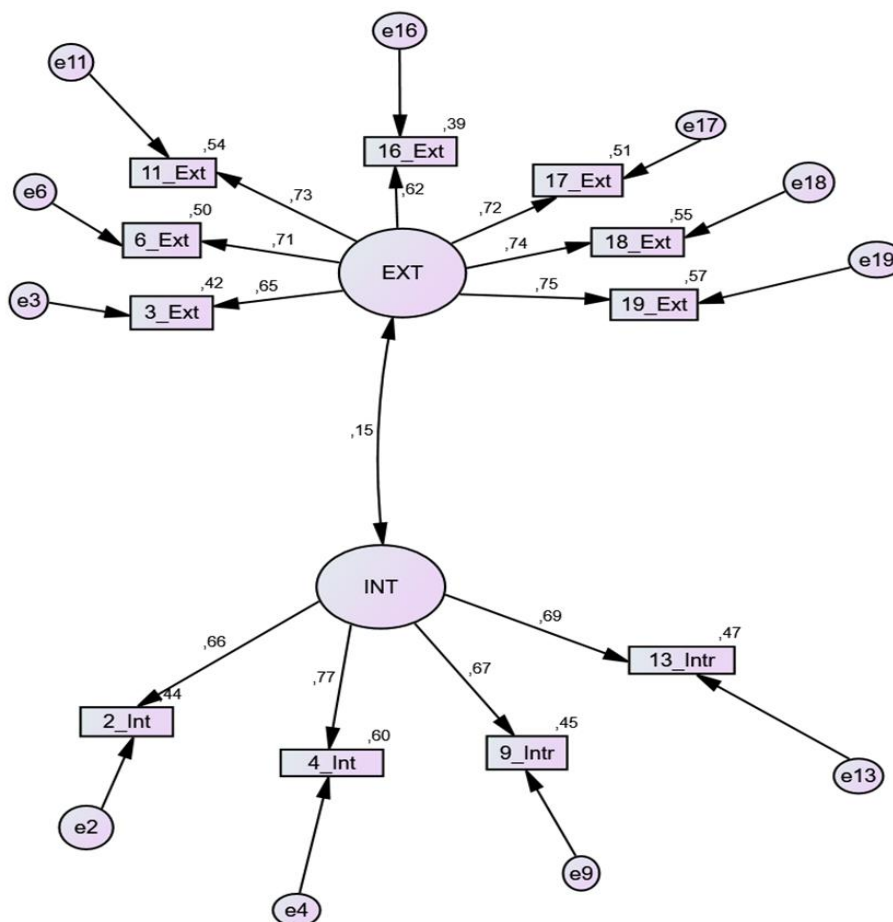 e16
e11
,39
16_Ext
e17
,54
11_Ext
,51
17_Ext
e18
e6
,73
,62
,72
,50
6_Ext
,55
18_Ext
,71
,74
EXT
e19
e3
,42
3_Ext
,65
,75
,57
19_Ext
,15
INT
,66
,77
,67
,69
,47
13_Intr
,44
2_Int
,60
4_Int
,45
9_Intr
e13
e2
e9
e4